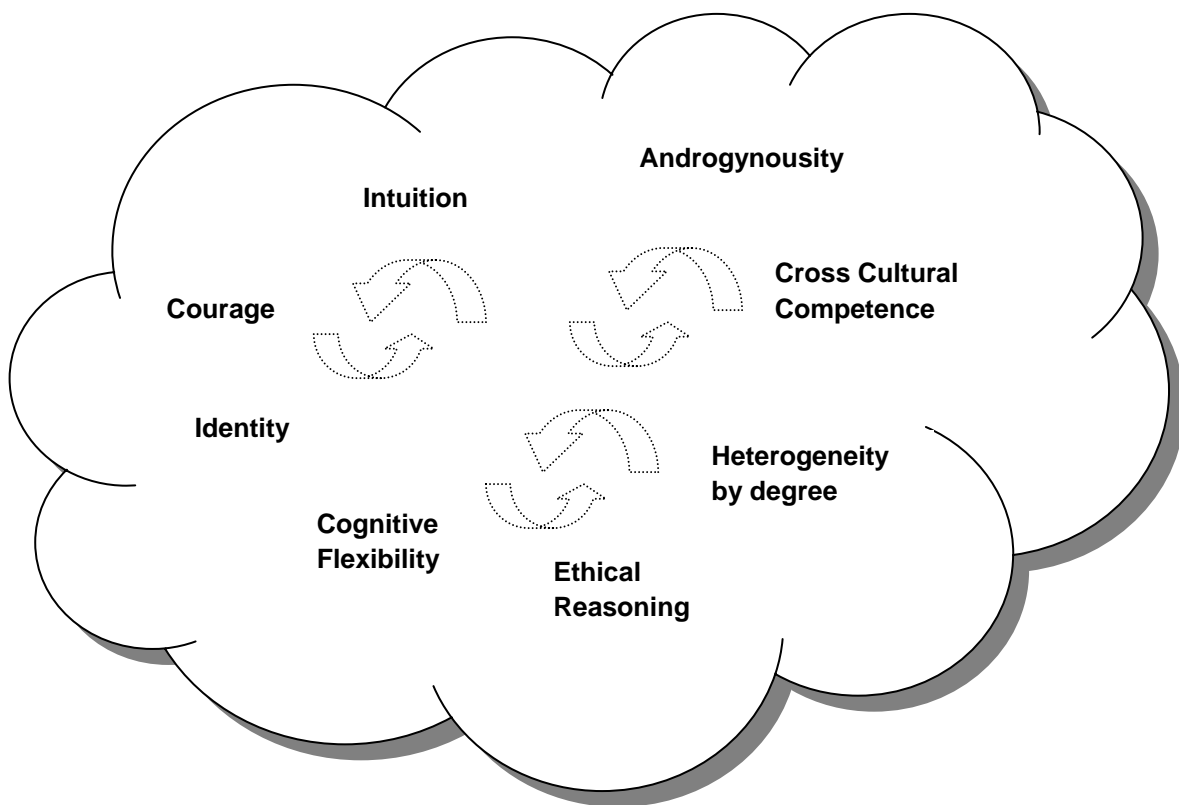 Androgynousity
Intuition
Cross Cultural
Competence
Courage
Identity
Heterogeneity
by degree
Cognitive
Flexibility
Ethical
Reasoning